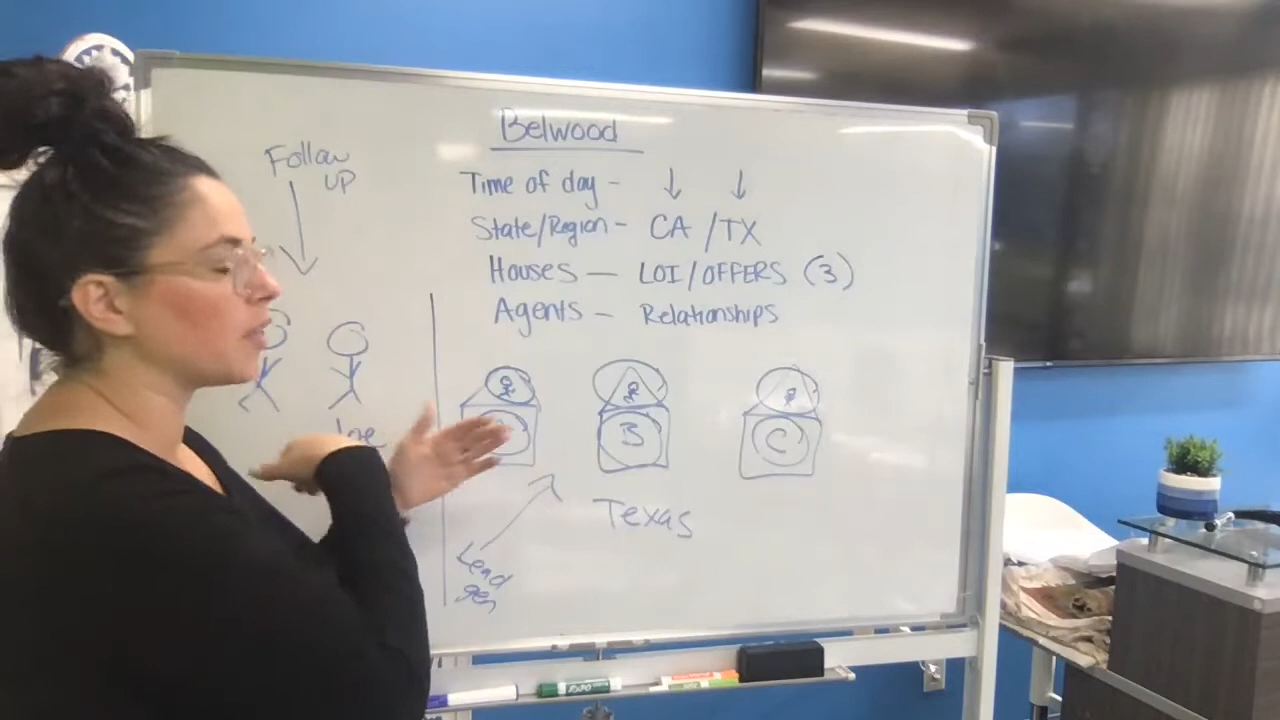 Belwood
Follow
UP
Time of day -
State/Region - CA / TX
Houses — LOI/OFFERS (3)
Agents — Relationships
B
C
Texas
Lead
gen